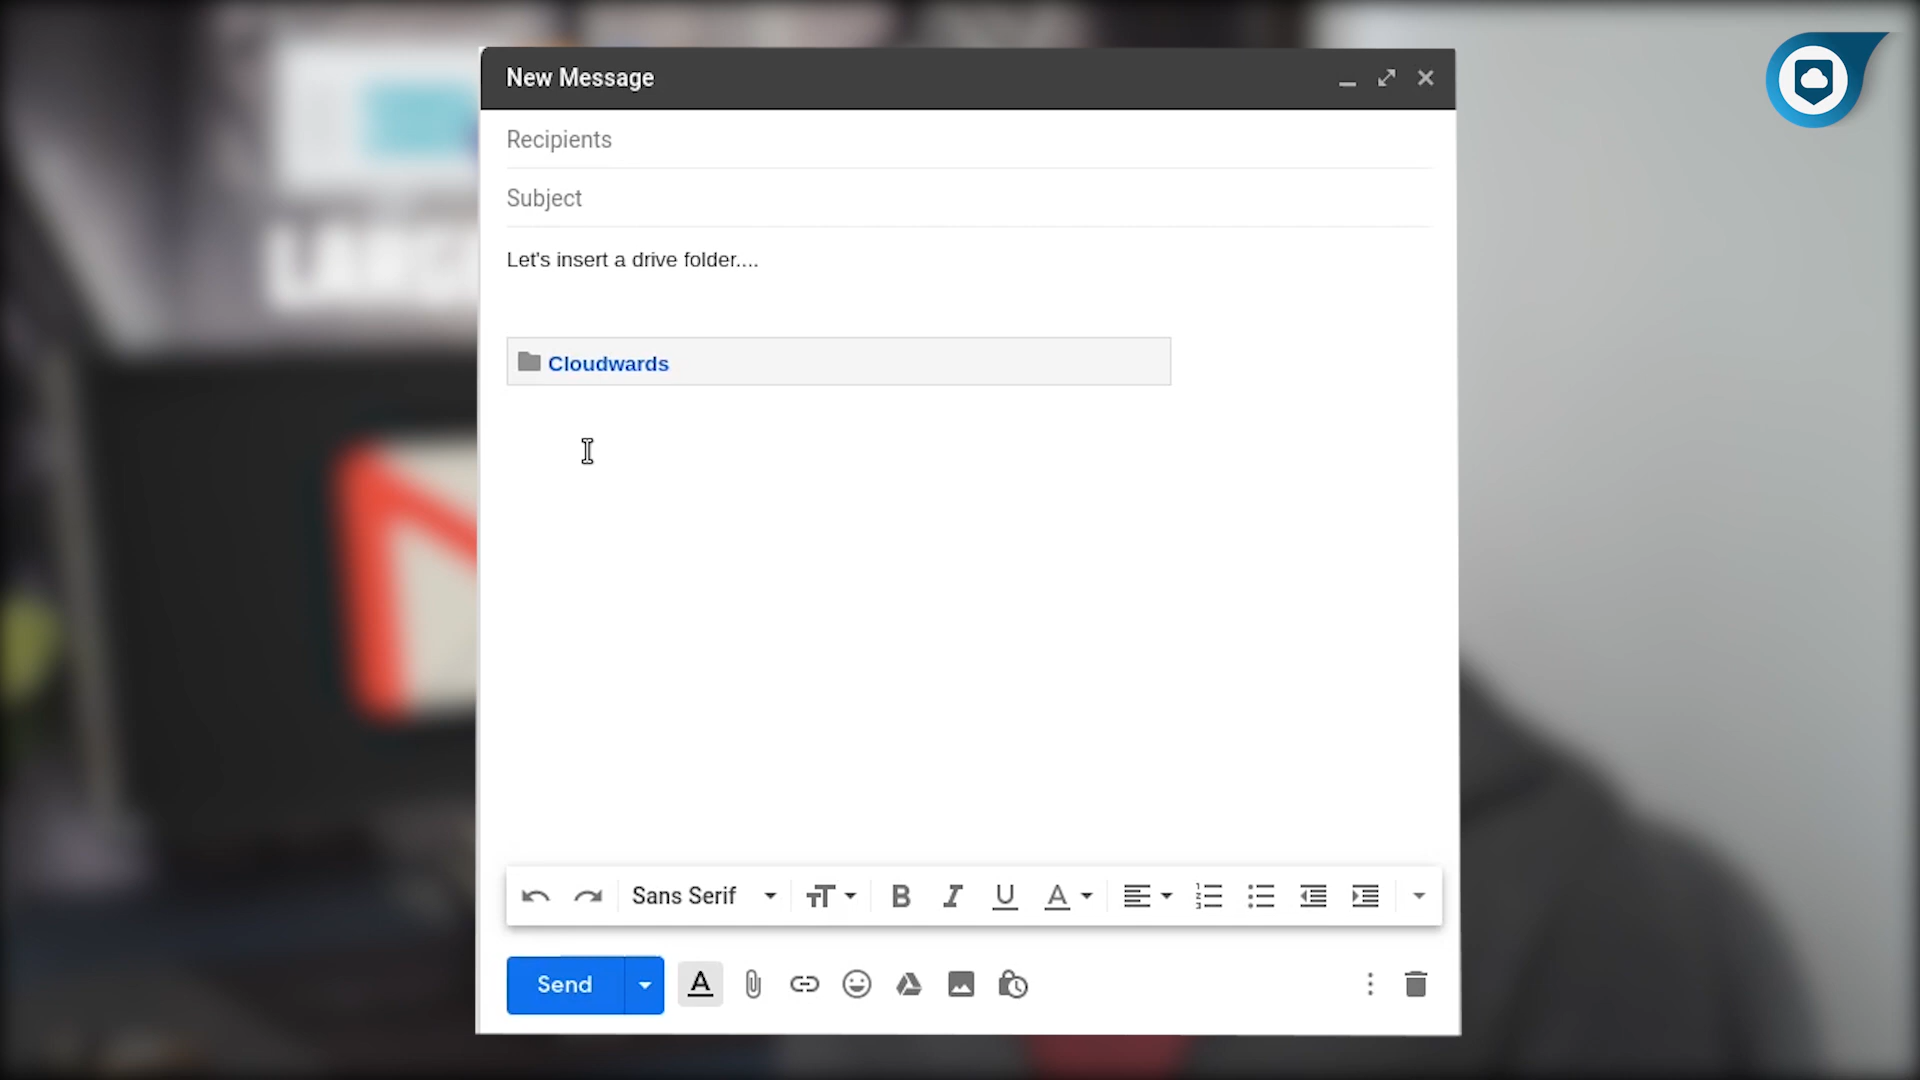 New Message
Recipients
Subject
Let's insert a drive folder....
Cloudwards
Sans Serif
Send